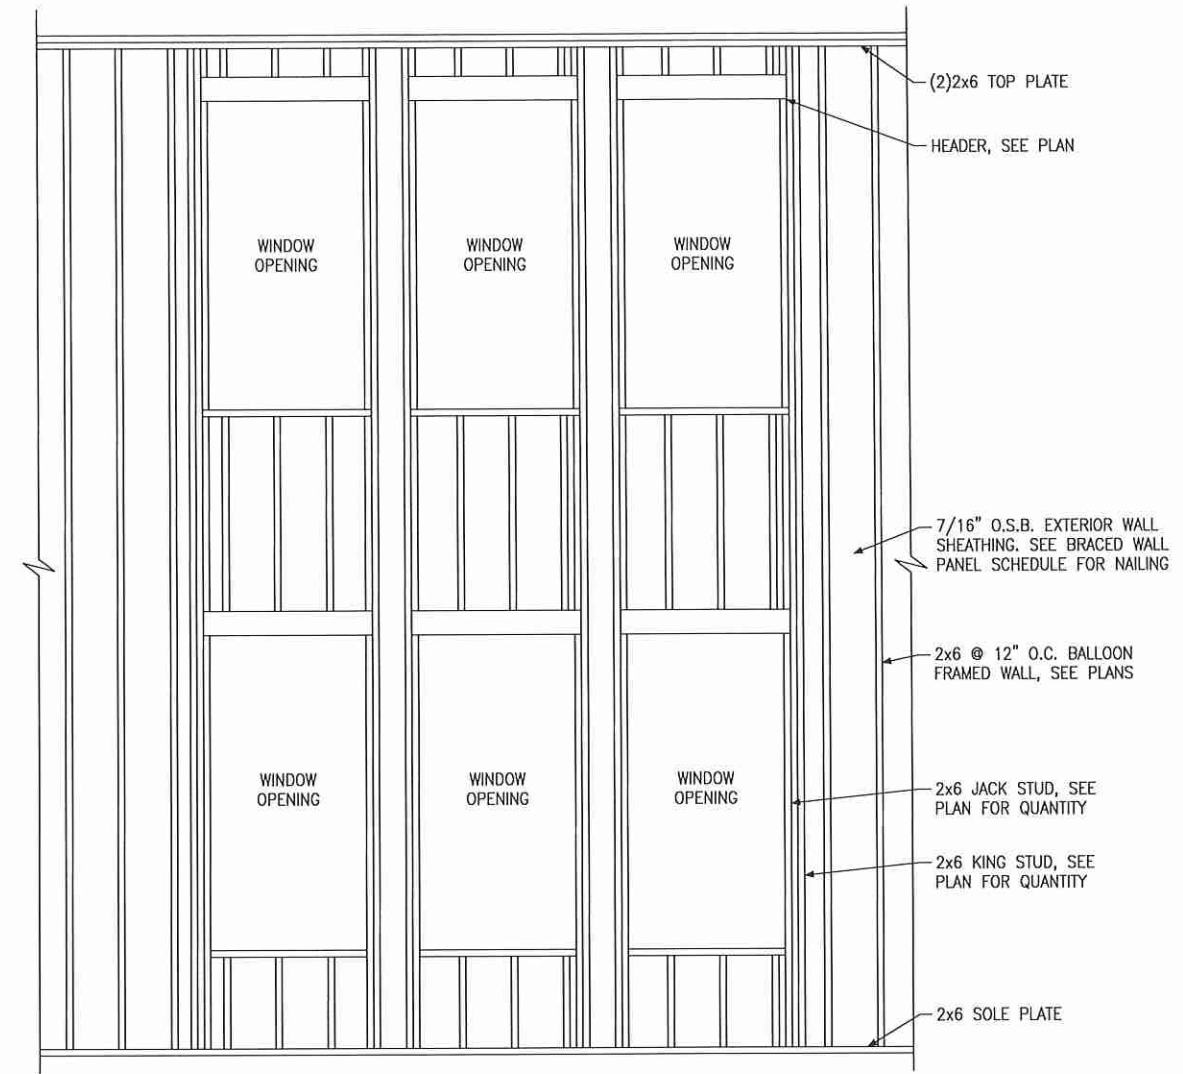 (2)2x6 TOP PLATE
HEADER, SEE PLAN
WINDOW
OPENING
WINDOW
OPENING
WINDOW
OPENING
7/16" O.S.B. EXTERIOR WALL
SHEATHING. SEE BRACED WALL
PANEL SCHEDULE FOR NAILING
2x6 @ 12" O.C. BALLOON
FRAMED WALL, SEE PLANS
WINDOW
OPENING
WINDOW
OPENING
WINDOW
OPENING
2x6 JACK STUD, SEE
PLAN FOR QUANTITY
2x6 KING STUD, SEE
PLAN FOR QUANTITY
2x6 SOLE PLATE